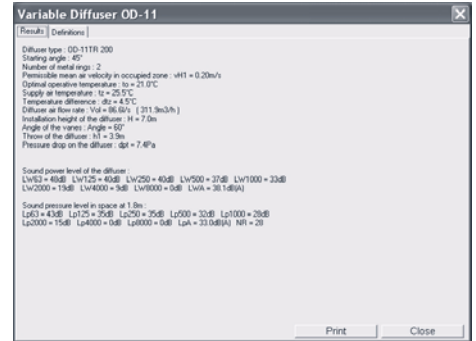 Variable Diffuser OD-11
Results Definitions
Diffuser type : OD-11TR 200
Starting angle : 45°
Number of metal rings : 2
Permissible mean air velocity in occupied zone : vH1 = 0.20m/s
Optimal operative temperature : to = 21.0°C
Supply air temperature : tz = 25.5°C
Temperature difference : dtz = 4.5°C
Diffuser air flow rate : Vol = 86.6l/s ( 311.9m3/h )
Installation height of the diffuser : H = 7.0m
Angle of the vanes : Angle = 60°
Throw of the diffuser : h1 = 3.9m
Pressure drop on the diffuser : dpt = 7.4Pa
Sound power level of the diffuser :
LW63 = 48dB LW125 = 40dB LW250 = 40dB LW500 = 37dB LW1000 = 33dB
LW2000 = 19dB LW4000 = 9dB LW8000 = 0dB LWA = 38.1dB(A)
Sound pressure level in space at 1.8m :
Lp63 = 43dB Lp125 = 35dB Lp250 = 35dB Lp500 = 32dB Lp1000 = 28dB
Lp2000 = 15dB Lp4000 = 0dB Lp8000 = 0dB LpA = 33.0dB(A) NR = 28
Print Close